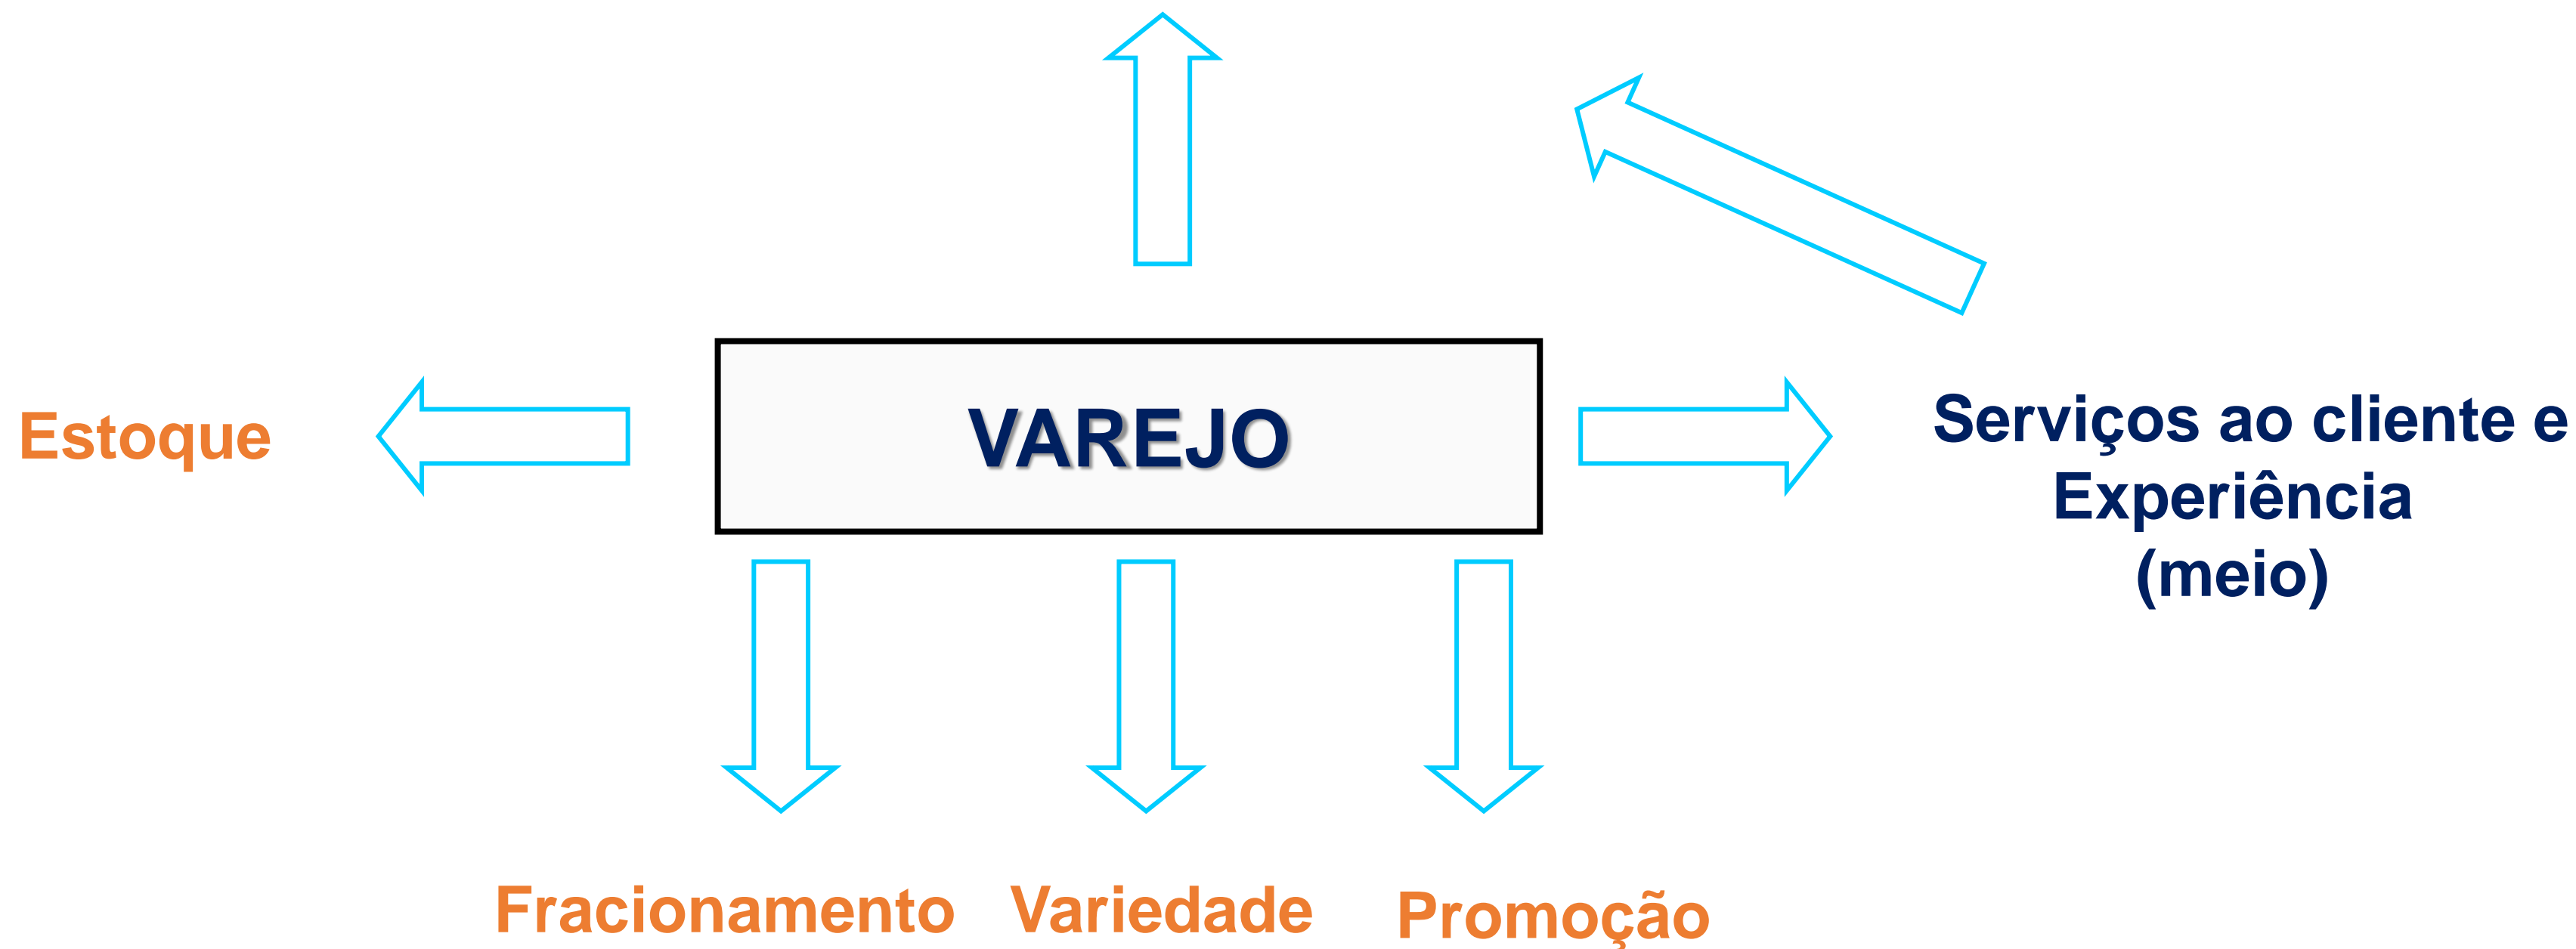 Estoque
VAREJO
Serviços ao cliente e
Experiência
(meio)
Fracionamento
Variedade
Promoção